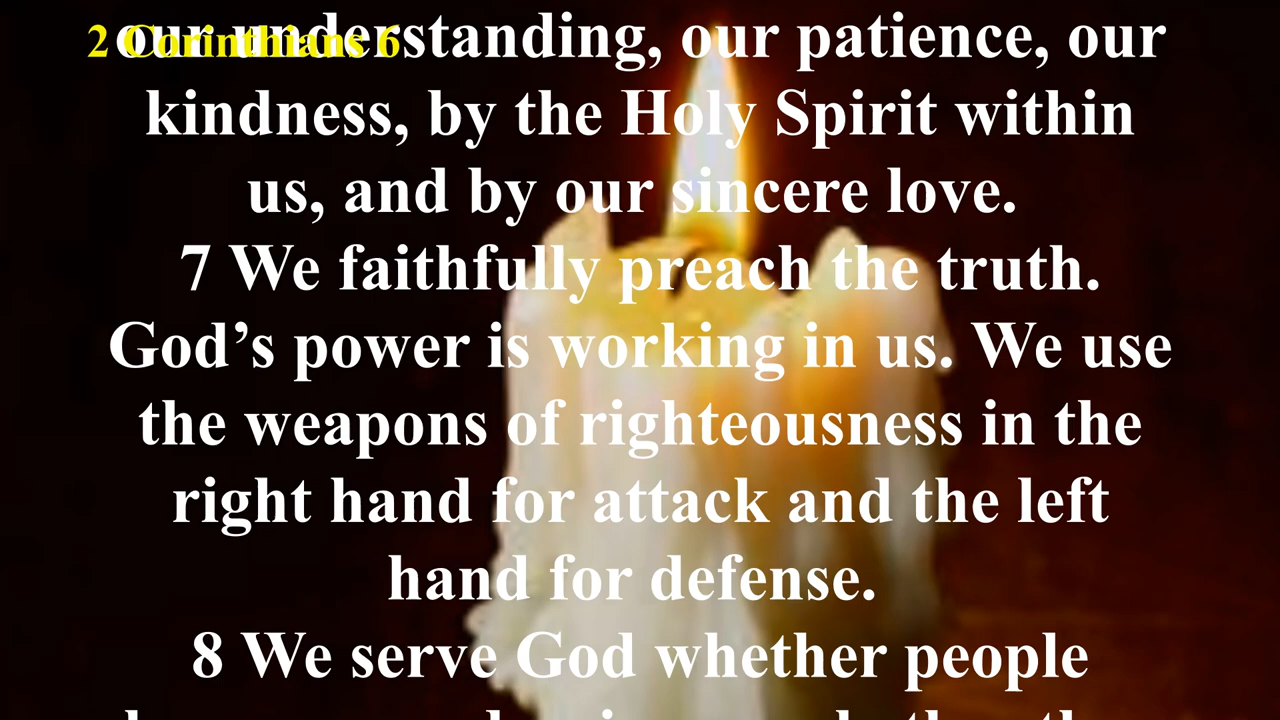 2 Corinthians 6
our understanding, our patience, our
kindness, by the Holy Spirit within
us, and by our sincere love.
7 We faithfully preach the truth.
God’s power is working in us. We use
the weapons of righteousness in the
right hand for attack and the left
hand for defense.
8 We serve God whether people